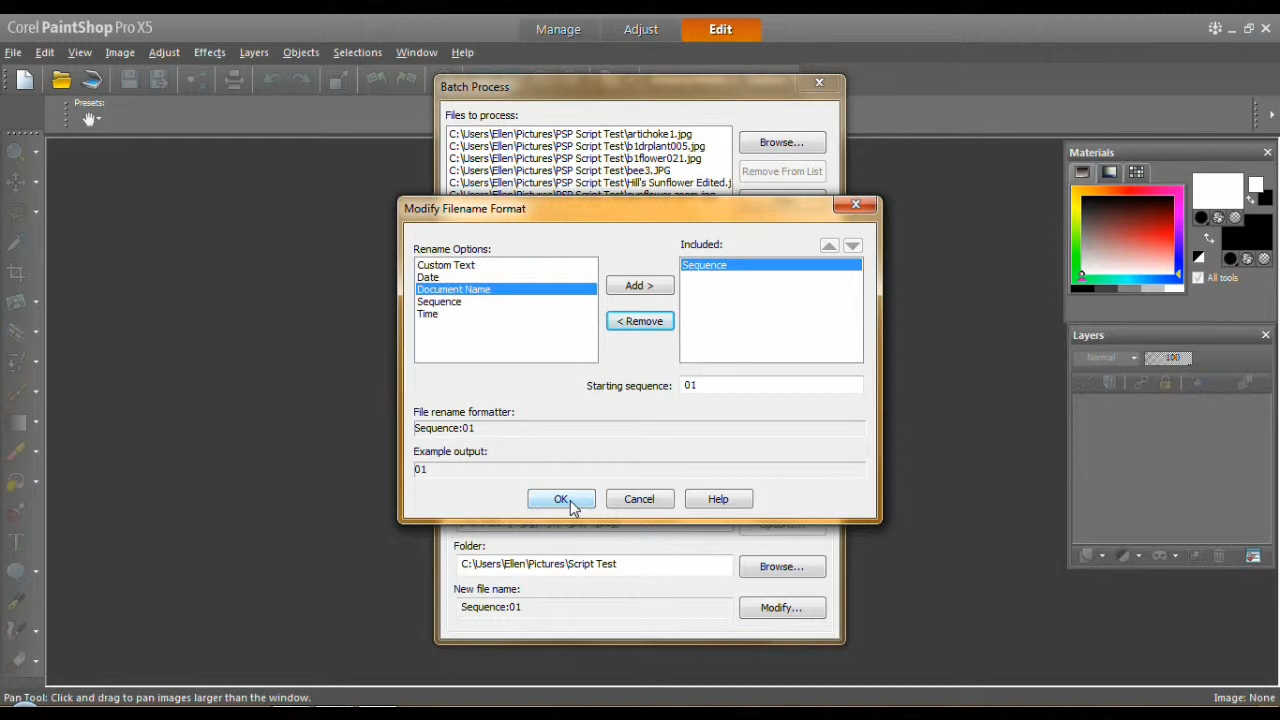 Corel PaintShop Pro X5
Manage
Adjust
Edit
File
Edit
View
Image
Adjust
Effects
Layers
Objects
Selections
Window
Help
Presets:
Batch Process
Files to process:
C:\Users\Ellen\Pictures\PSP Script Test\artichoke1.jpg
C:\Users\Ellen\Pictures\PSP Script Test\b1drplant005.jpg
C:\Users\Ellen\Pictures\PSP Script Test\b1flower021.jpg
C:\Users\Ellen\Pictures\PSP Script Test\bee3.JPG
C:\Users\Ellen\Pictures\PSP Script Test\Hill's Sunflower Edited.j
Browse...
Remove From List
Modify Filename Format
Rename Options:
Custom Text
Date
Document Name
Sequence
Time
Add >
< Remove
Included:
Sequence
Starting sequence:
01
File rename formatter:
Sequence:01
Example output:
01
OK
Cancel
Help
Folder:
C:\Users\Ellen\Pictures\Script Test
Browse...
New file name:
Sequence:01
Modify...
Materials
All tools
Layers
Normal
100
Pan Tool: Click and drag to pan images larger than the window.
Image: None